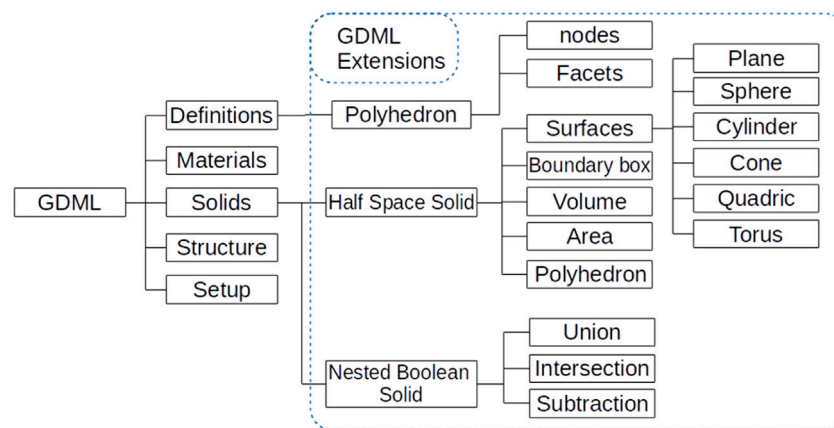 GDML
Extensions
nodes
Facets
Plane
Sphere
Cylinder
Cone
Quadric
Torus
Definitions
Polyhedron
Surfaces
Materials
Boundary box
GDML
Solids
Half Space Solid
Volume
Structure
Area
Setup
Polyhedron
Union
Nested Boolean
Solid
Intersection
Subtraction